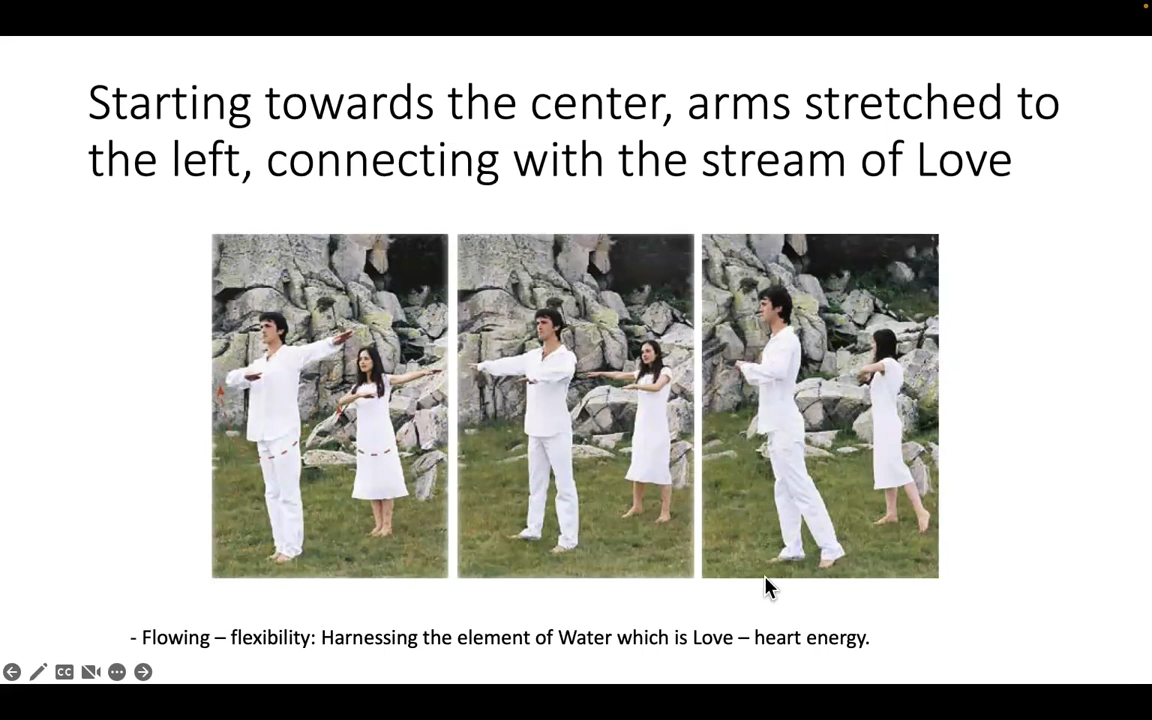 Starting towards the center, arms stretched to
the left, connecting with the stream of Love
- Flowing – flexibility: Harnessing the element of Water which is Love – heart energy.
CC